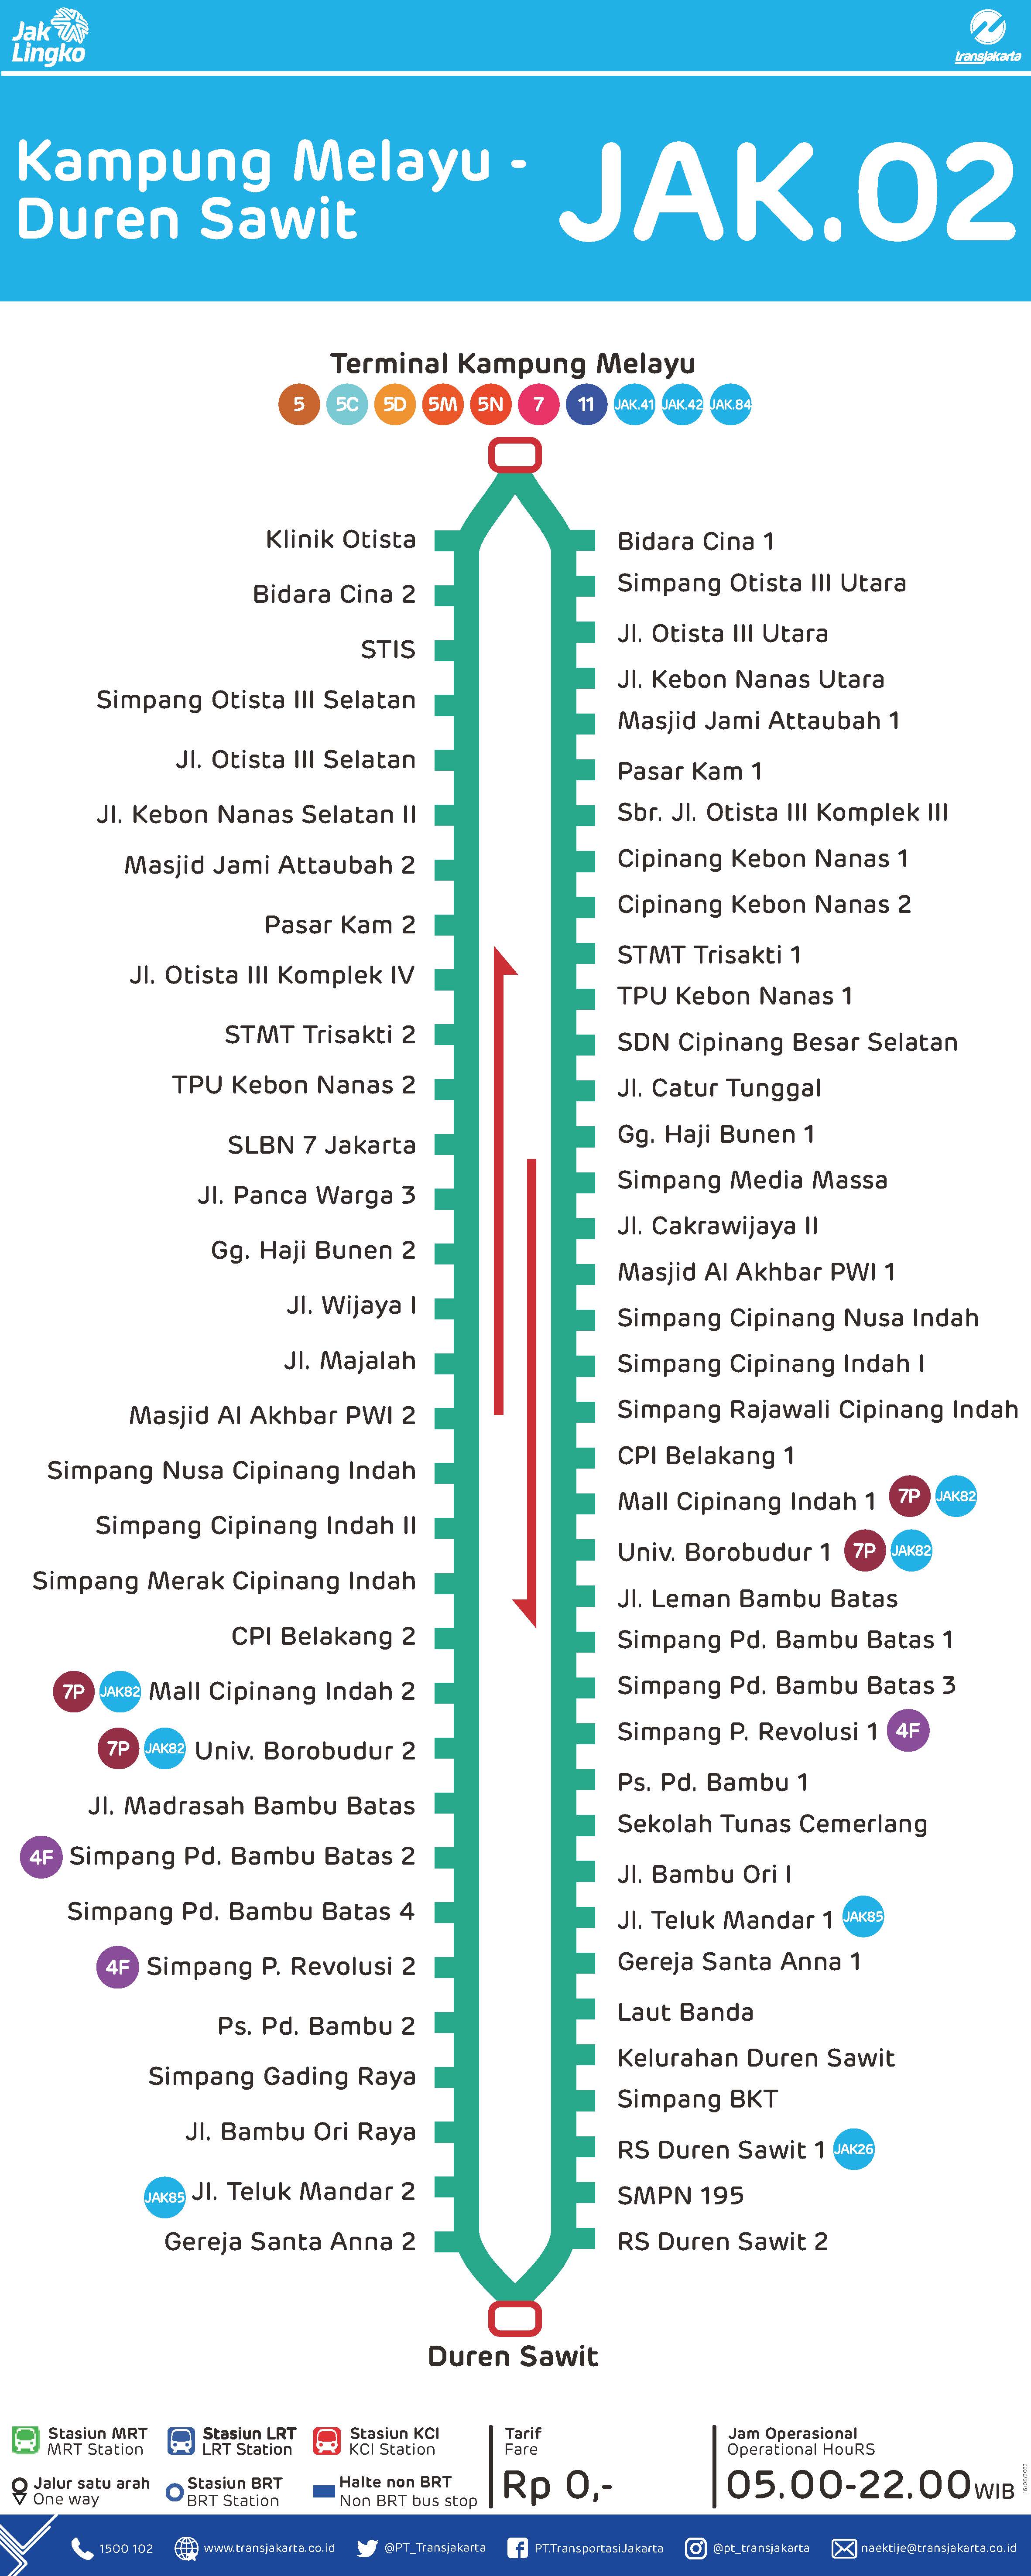 Jak
Lingko
transjakarta
Kampung Melayu -
Duren Sawit
JAK.02
Terminal Kampung Melayu
5 5C 5D 5M 5N 7 11 JAK.41 JAK.42 JAK.84
Klinik Otista
Bidara Cina 2
STIS
Simpang Otista III Selatan
Jl. Otista III Selatan
Jl. Kebon Nanas Selatan II
Masjid Jami Attaubah 2
Pasar Kam 2
Jl. Otista III Komplek IV
STMT Trisakti 2
TPU Kebon Nanas 2
SLBN 7 Jakarta
Jl. Panca Warga 3
Gg. Haji Bunen 2
Jl. Wijaya I
Jl. Majalah
Masjid Al Akhbar PWI 2
Simpang Nusa Cipinang Indah
Simpang Cipinang Indah II
Simpang Merak Cipinang Indah
CPI Belakang 2
7P JAK82 Mall Cipinang Indah 2
7P JAK82 Univ. Borobudur 2
Jl. Madrasah Bambu Batas
4F Simpang Pd. Bambu Batas 2
Simpang Pd. Bambu Batas 4
4F Simpang P. Revolusi 2
Ps. Pd. Bambu 2
Simpang Gading Raya
Jl. Bambu Ori Raya
JAK85 Jl. Teluk Mandar 2
Gereja Santa Anna 2
Bidara Cina 1
Simpang Otista III Utara
Jl. Otista III Utara
Jl. Kebon Nanas Utara
Masjid Jami Attaubah 1
Pasar Kam 1
Sbr. Jl. Otista III Komplek III
Cipinang Kebon Nanas 1
Cipinang Kebon Nanas 2
STMT Trisakti 1
TPU Kebon Nanas 1
SDN Cipinang Besar Selatan
Jl. Catur Tunggal
Gg. Haji Bunen 1
Simpang Media Massa
Jl. Cakrawijaya II
Masjid Al Akhbar PWI 1
Simpang Cipinang Nusa Indah
Simpang Cipinang Indah I
Simpang Rajawali Cipinang Indah
CPI Belakang 1
Mall Cipinang Indah 1 7P JAK82
Univ. Borobudur 1 7P JAK82
Jl. Leman Bambu Batas
Simpang Pd. Bambu Batas 1
Simpang Pd. Bambu Batas 3
Simpang P. Revolusi 1 4F
Ps. Pd. Bambu 1
Sekolah Tunas Cemerlang
Jl. Bambu Ori I
Jl. Teluk Mandar 1 JAK85
Gereja Santa Anna 1
Laut Banda
Kelurahan Duren Sawit
Simpang BKT
RS Duren Sawit 1 JAK26
SMPN 195
RS Duren Sawit 2
Duren Sawit
Stasiun MRT
MRT Station
Stasiun LRT
LRT Station
Stasiun KCI
KCI Station
Jalur satu arah
One way
Stasiun BRT
BRT Station
Halte non BRT
Non BRT bus stop
Tarif
Fare
Rp 0,-
Jam Operasional
Operational HouRS
05.00-22.00 WIB
16/06/2022
1500 102
www.transjakarta.co.id
@PT_Transjakarta
PT.TransportasiJakarta
@pt_transjakarta
naektije@transjakarta.co.id